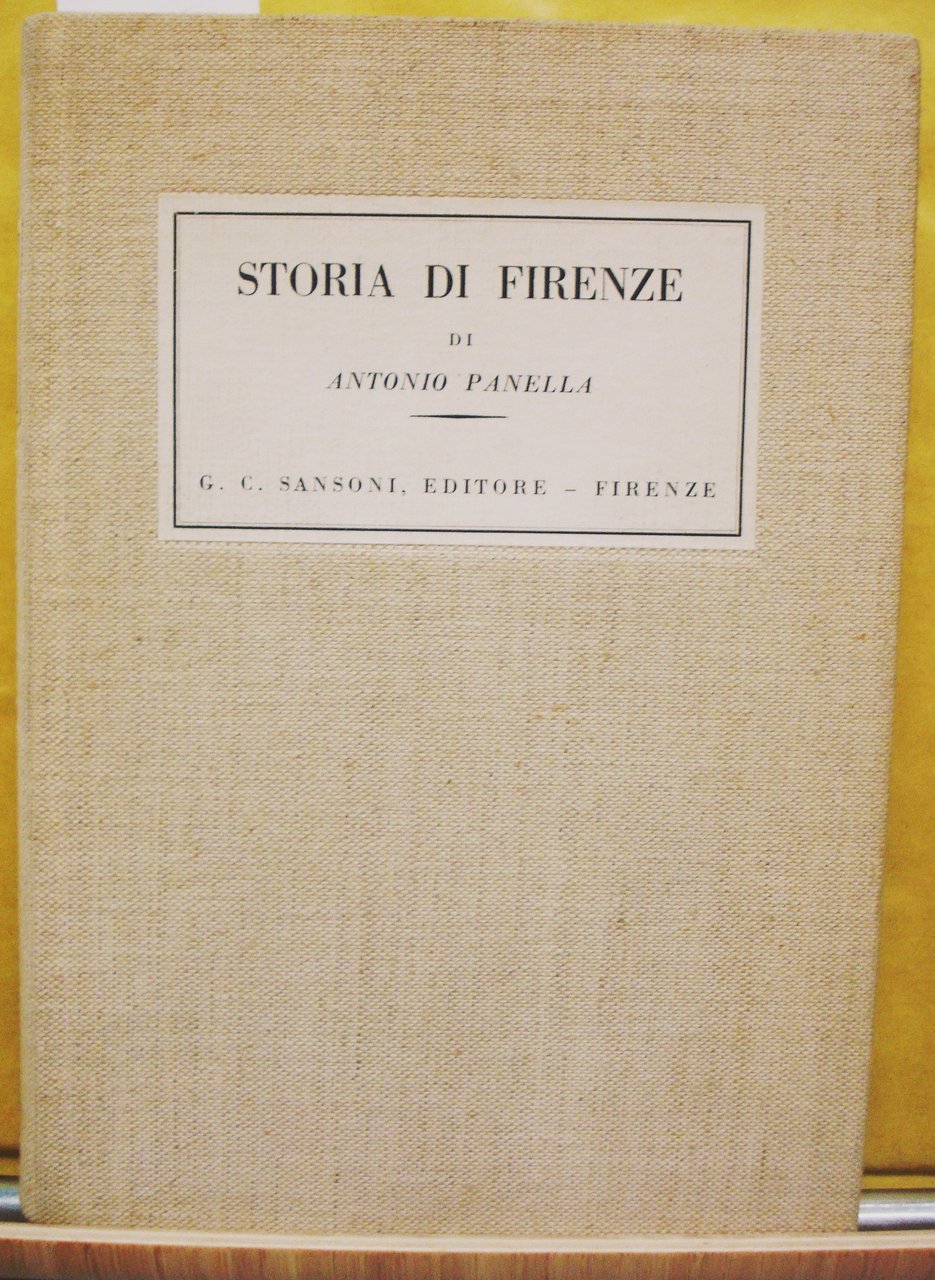 STORIA DI FIRENZE
DI
ANTONIO PANELLA
G. C. SANSONI, EDITORE – FIRENZE